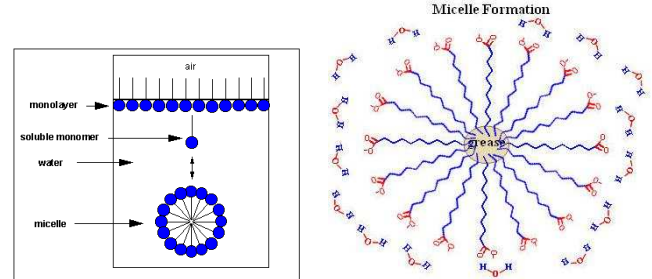 air
monolayer
soluble monomer
water
micelle
Micelle Formation
grease